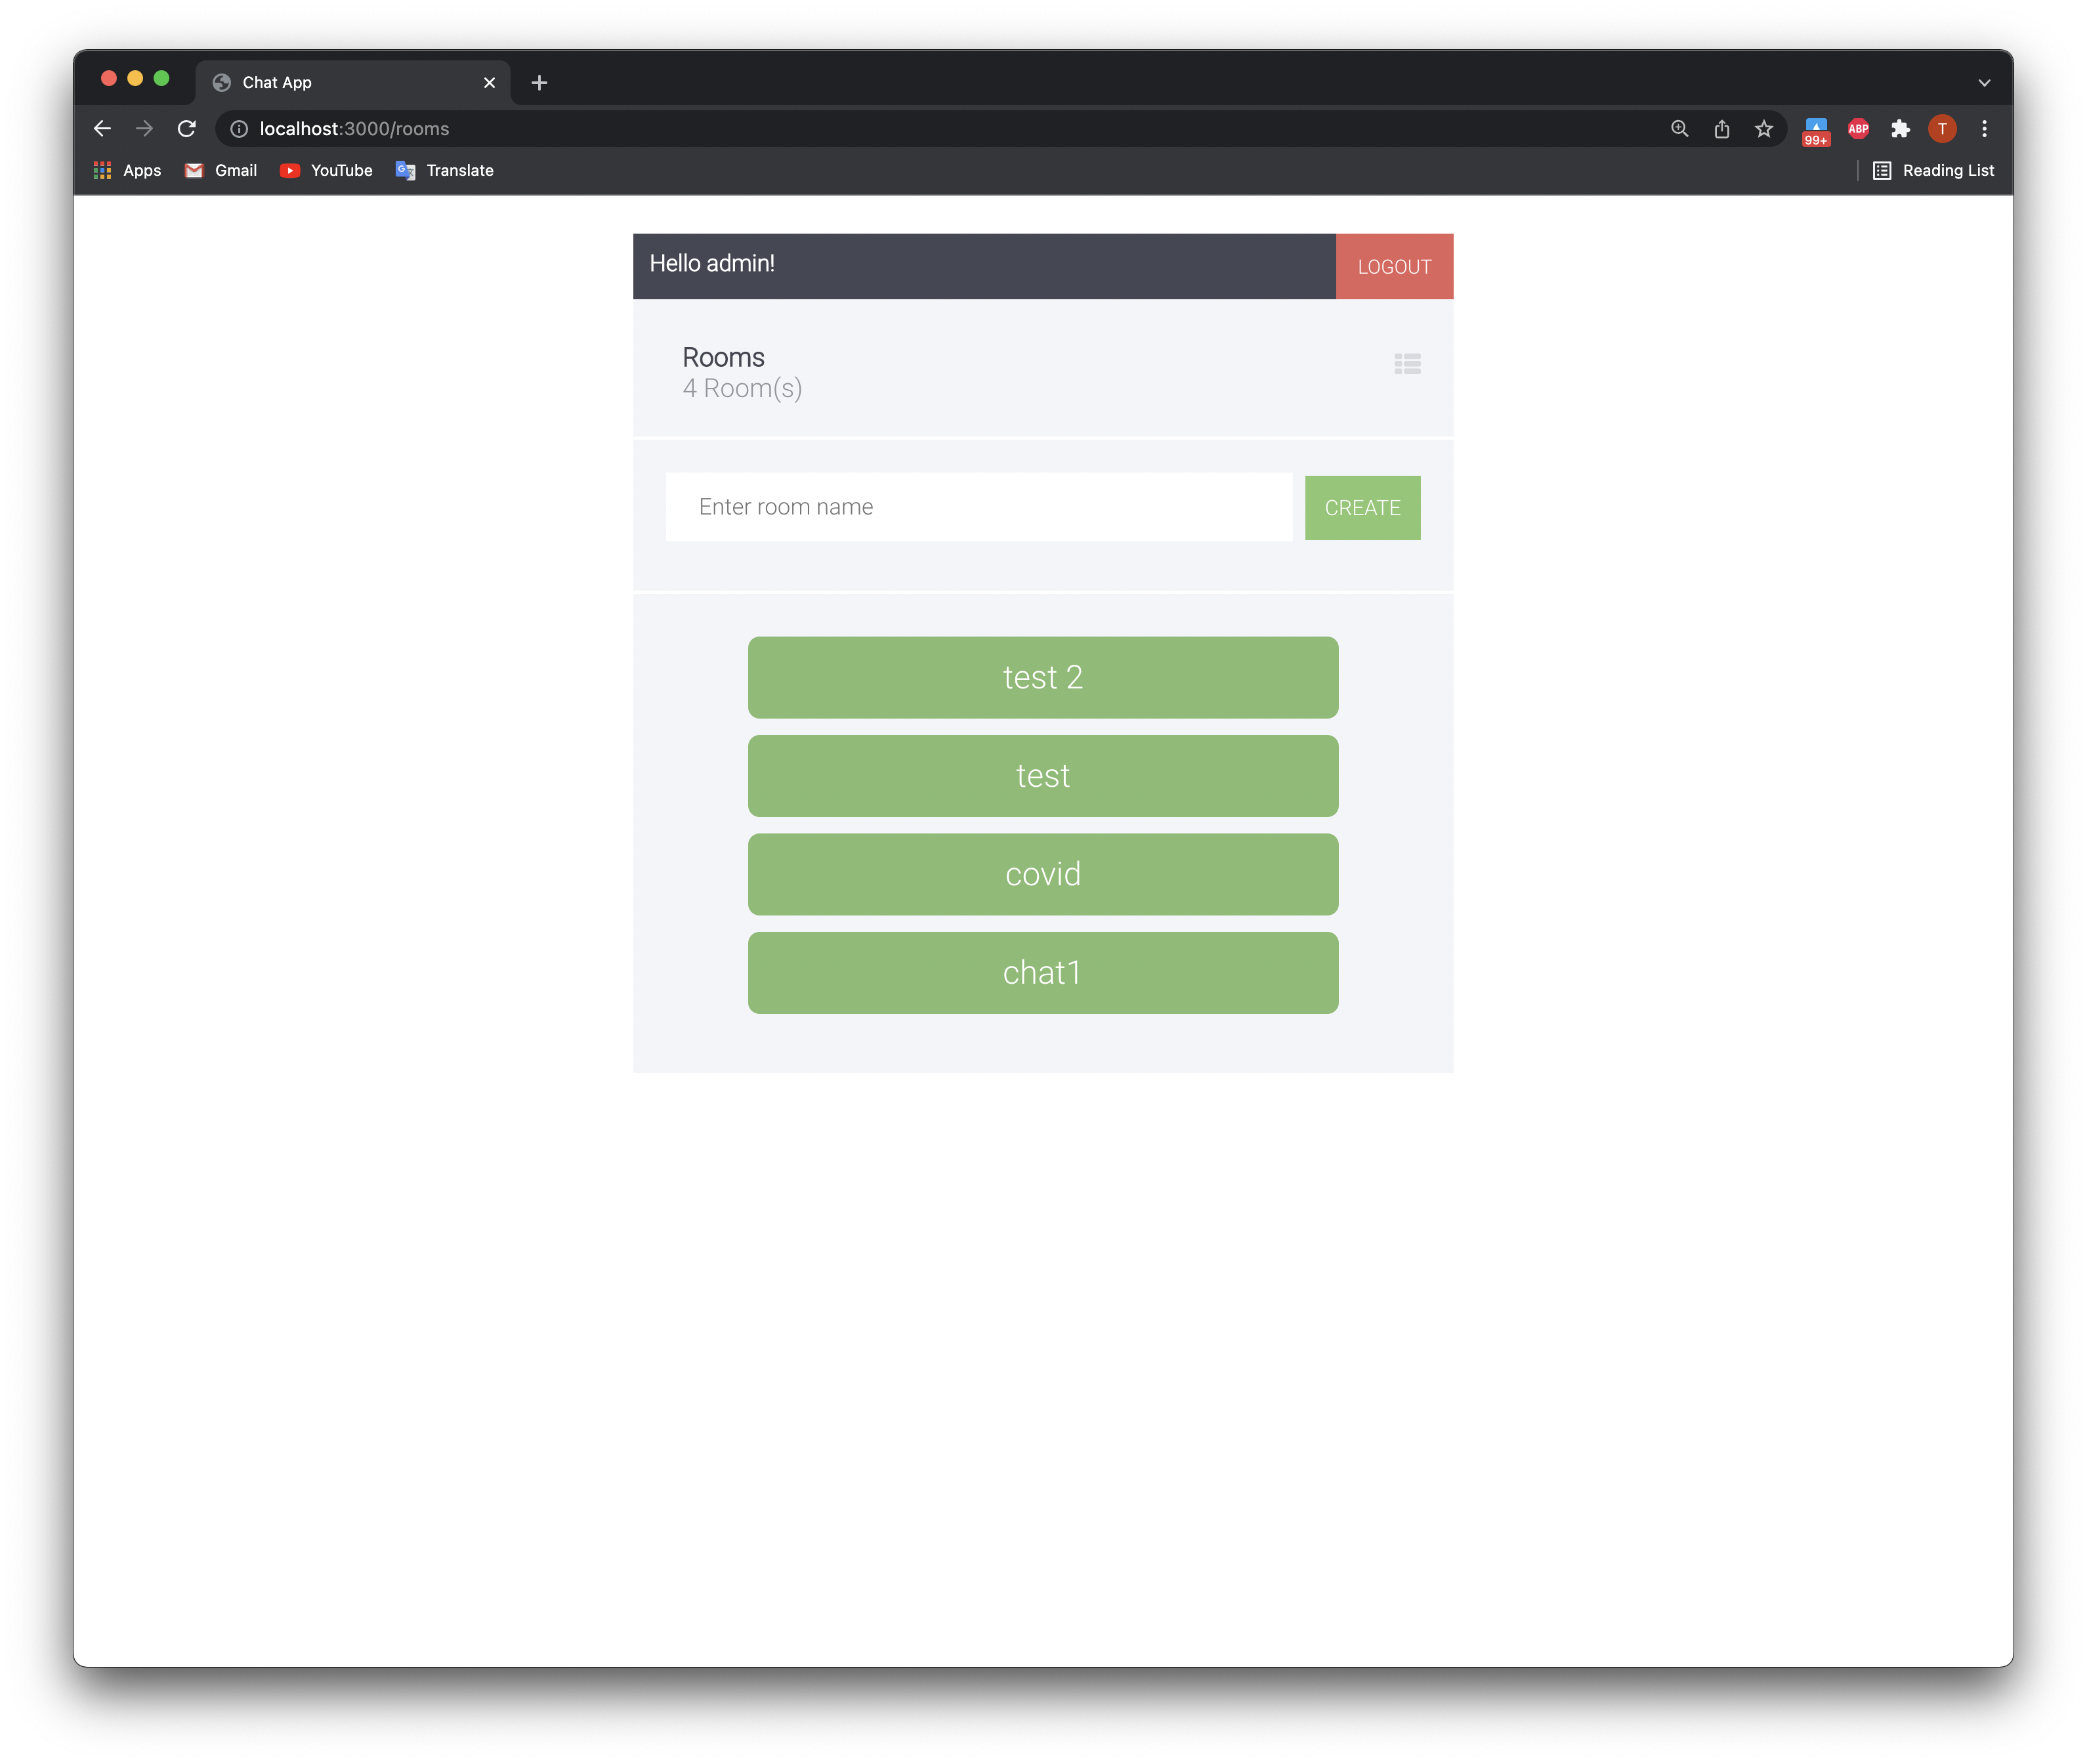 Chat App
localhost:3000/rooms
99+
ABP
T
Apps
Gmail
YouTube
Translate
Reading List
Hello admin!
LOGOUT
Rooms
4 Room(s)
Enter room name
CREATE
test 2
test
covid
chat1